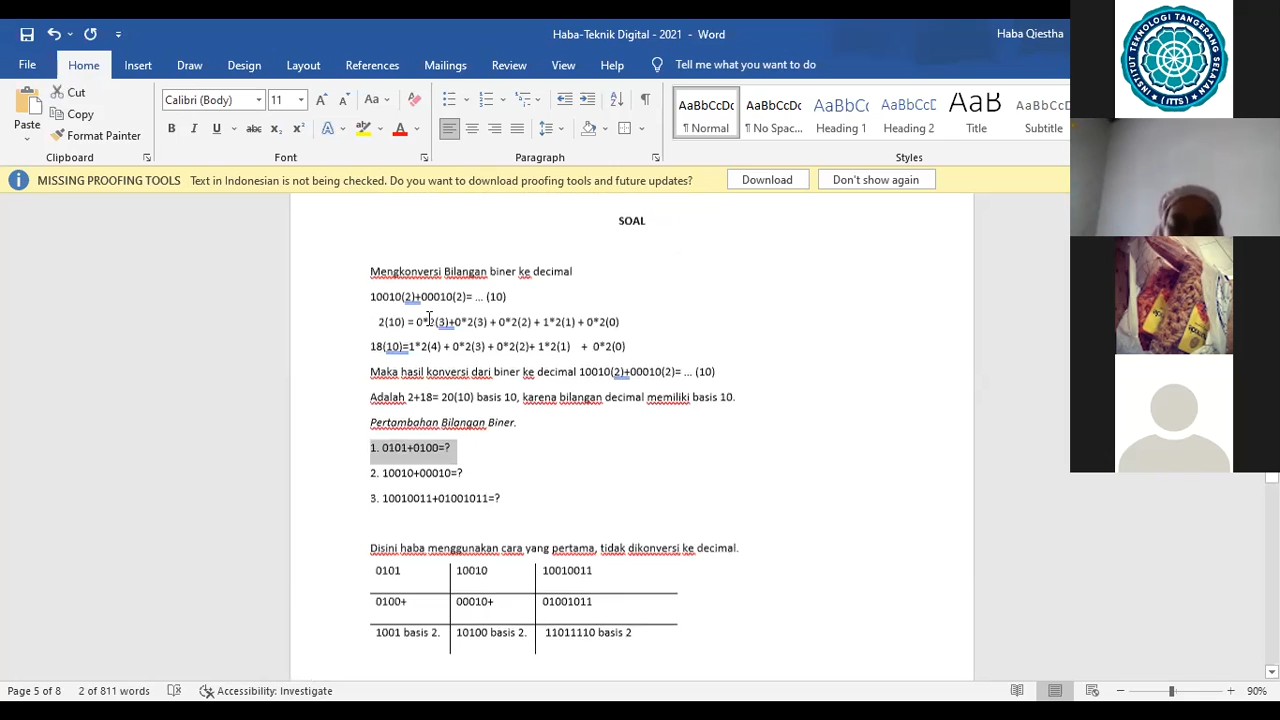 Haba-Teknik Digital - 2021 - Word
Haba Qiestha
File Home Insert Draw Design Layout References Mailings Review View Help Tell me what you want to do
Paste
Cut
Copy
Format Painter
Calibri (Body) 11
AaBbCcDc AaBbCcDc AaBbCc AaBbCcC AaB AaBbCcD
¶ Normal ¶ No Spac... Heading 1 Heading 2 Title Subtitle
Clipboard Font Paragraph Styles
MISSING PROOFING TOOLS Text in Indonesian is not being checked. Do you want to download proofing tools and future updates? Download Don't show again
SOAL
Mengkonversi Bilangan biner ke decimal
10010(2)+00010(2)= ... (10)
2(10) = 0*2(3)+0*2(3) + 0*2(2) + 1*2(1) + 0*2(0)
18(10)=1*2(4) + 0*2(3) + 0*2(2)+ 1*2(1) + 0*2(0)
Maka hasil konversi dari biner ke decimal 10010(2)+00010(2)= ... (10)
Adalah 2+18= 20(10) basis 10, karena bilangan decimal memiliki basis 10.
Pertambahan Bilangan Biner.
1. 0101+0100=?
2. 10010+00010=?
3. 10010011+01001011=?
Disini haba menggunakan cara yang pertama, tidak dikonversi ke decimal.
0101 10010 10010011
0100+ 00010+ 01001011
1001 basis 2. 10100 basis 2. 11011110 basis 2
Page 5 of 8 2 of 811 words Accessibility: Investigate 90%
INSTITUT TEKNOLOGI TANGERANG SELATAN
(ITTS)